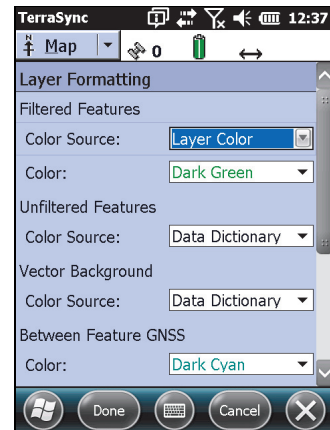 TerraSync 12:37
N
Map 0
Layer Formatting
Filtered Features
Color Source: Layer Color
Color: Dark Green
Unfiltered Features
Color Source: Data Dictionary
Vector Background
Color Source: Data Dictionary
Between Feature GNSS
Color: Dark Cyan
Done Cancel